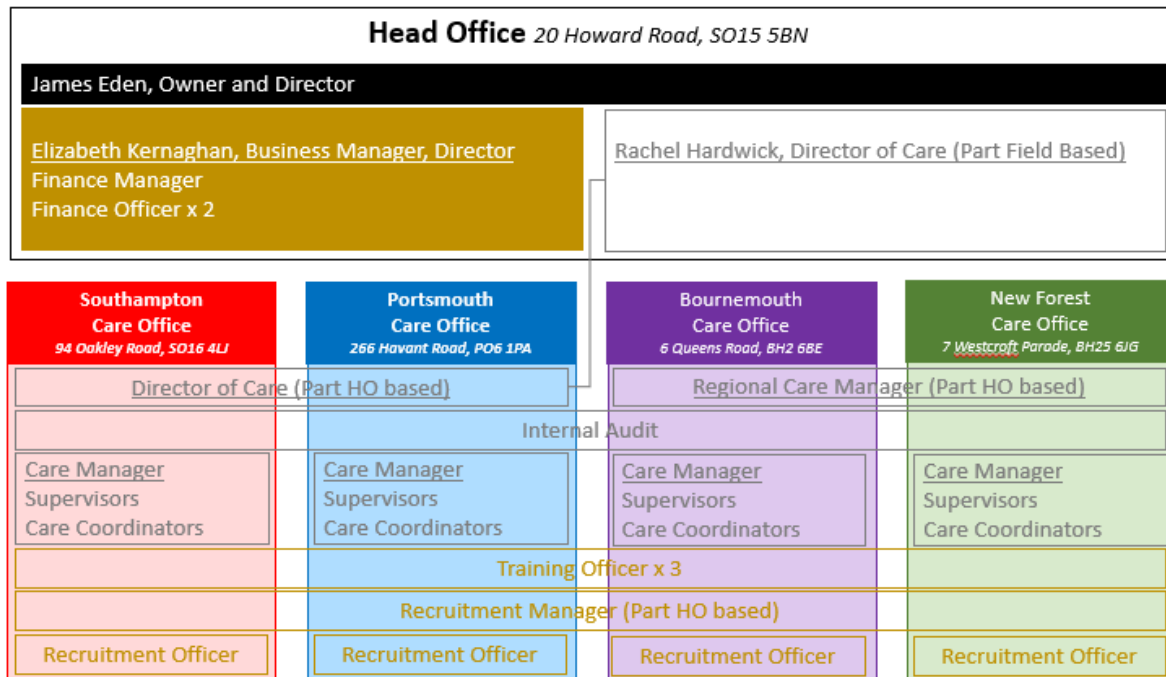 Head Office 20 Howard Road, SO15 5BN
James Eden, Owner and Director
Elizabeth Kernaghan, Business Manager, Director
Finance Manager
Finance Officer x 2
Rachel Hardwick, Director of Care (Part Field Based)
Southampton
Care Office
94 Oakley Road, SO16 4LJ
Portsmouth
Care Office
266 Havant Road, PO6 1PA
Bournemouth
Care Office
6 Queens Road, BH2 6BE
New Forest
Care Office
7 Westcroft Parade, BH25 6JG
Director of Care (Part HO based)
Regional Care Manager (Part HO based)
Internal Audit
Care Manager
Supervisors
Care Coordinators
Care Manager
Supervisors
Care Coordinators
Care Manager
Supervisors
Care Coordinators
Care Manager
Supervisors
Care Coordinators
Training Officer x 3
Recruitment Manager (Part HO based)
Recruitment Officer
Recruitment Officer
Recruitment Officer
Recruitment Officer